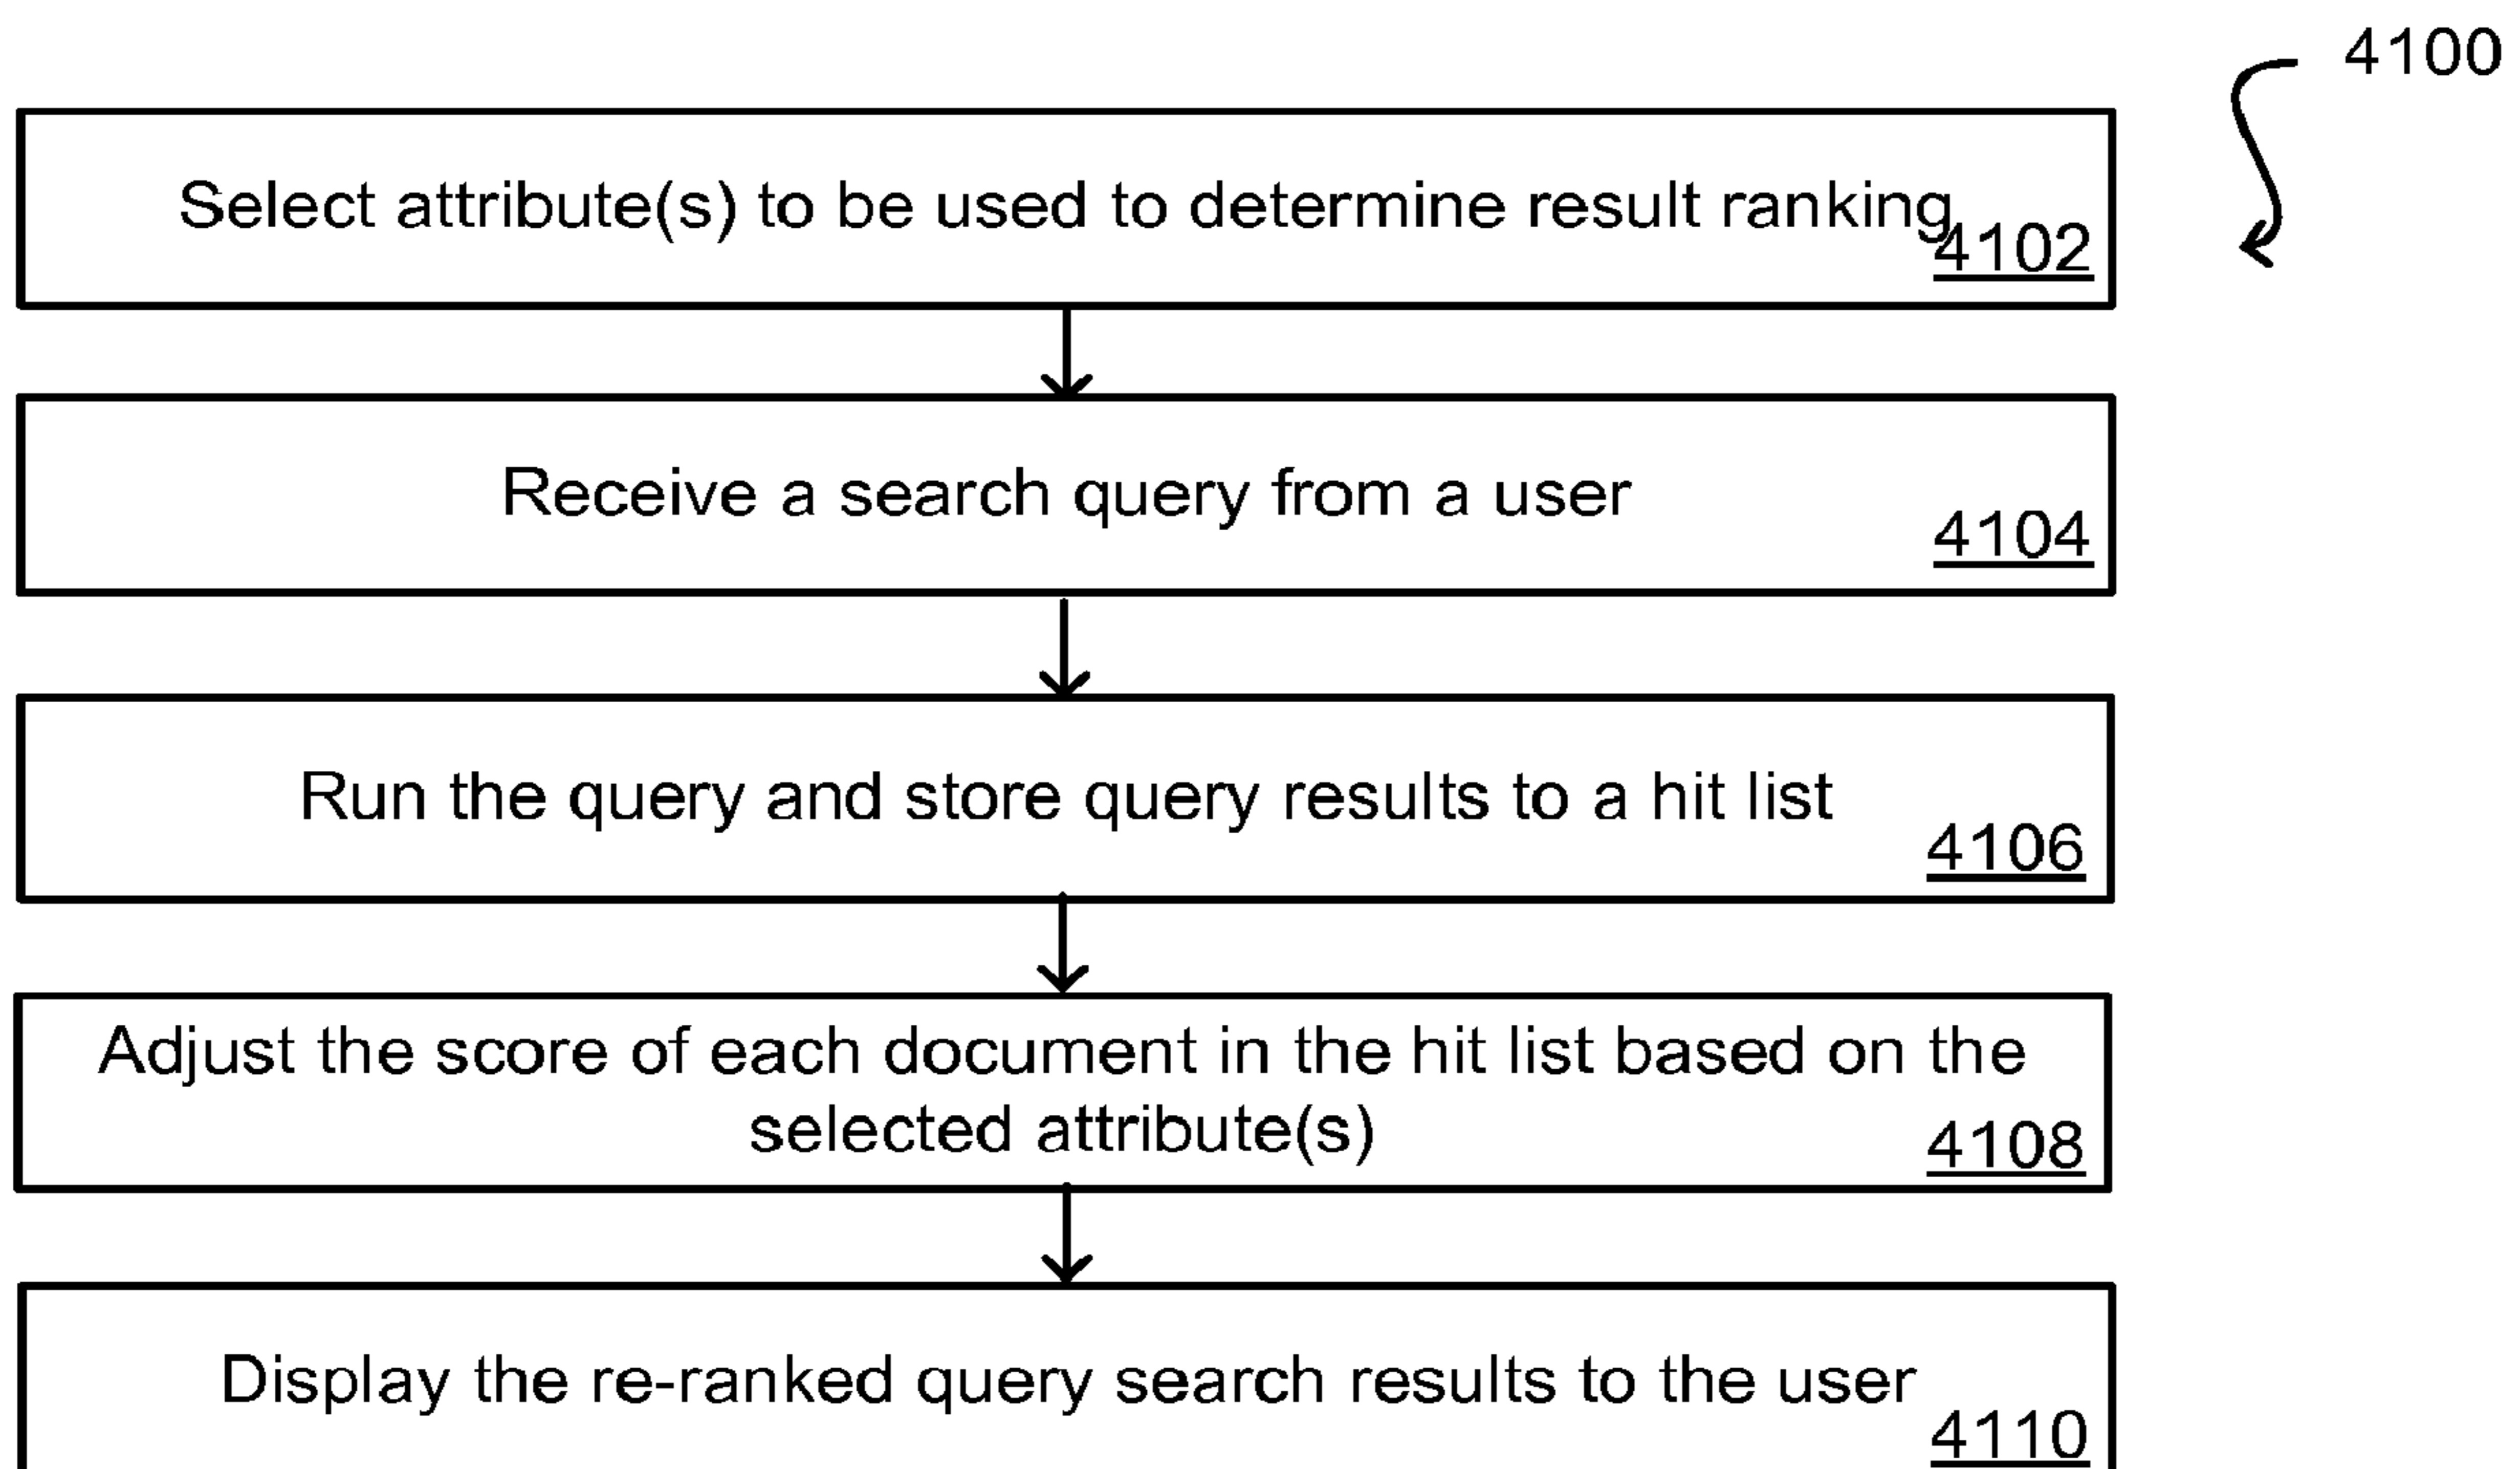 4100
Select attribute(s) to be used to determine result ranking
4102
Receive a search query from a user
4104
Run the query and store query results to a hit list
4106
Adjust the score of each document in the hit list based on the
selected attribute(s)
4108
Display the re-ranked query search results to the user
4110